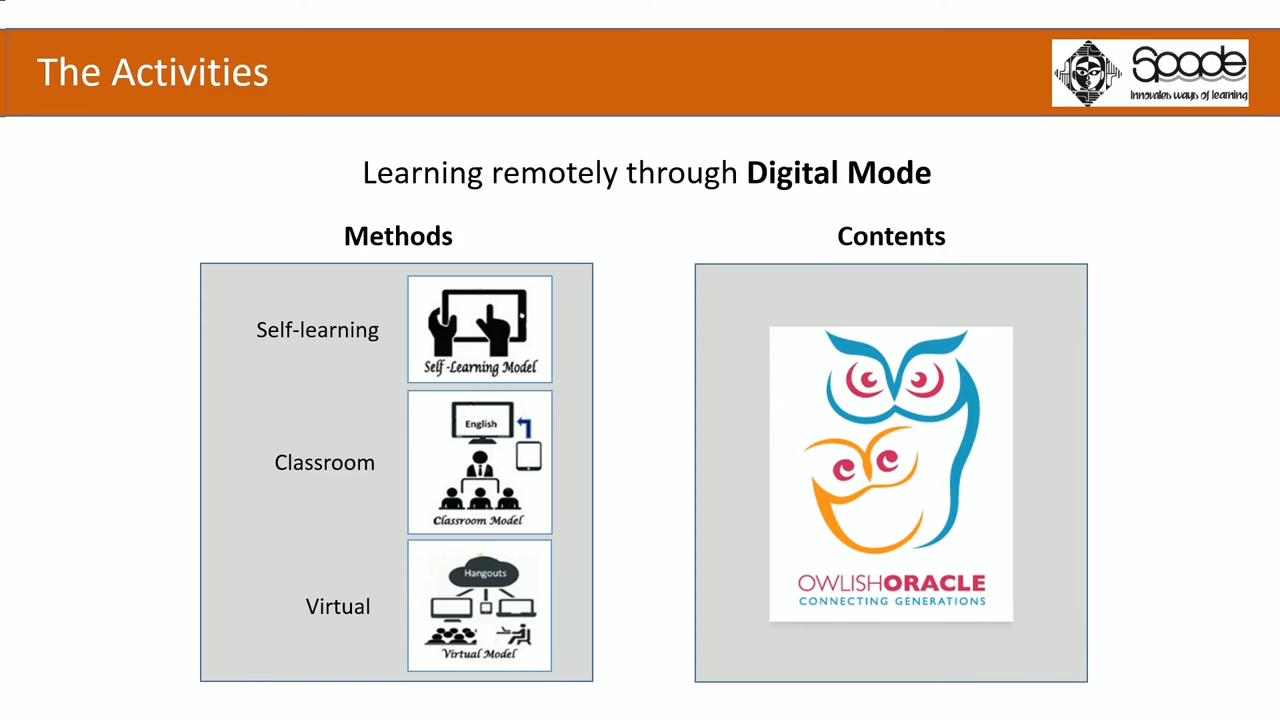 The Activities
Spade
Innovates ways of learning
Learning remotely through Digital Mode
Methods
Contents
Self-learning
Self-Learning Model
English
Classroom
Classroom Model
Hangouts
Virtual
Virtual Model
OWLISHORACLE
CONNECTING GENERATIONS